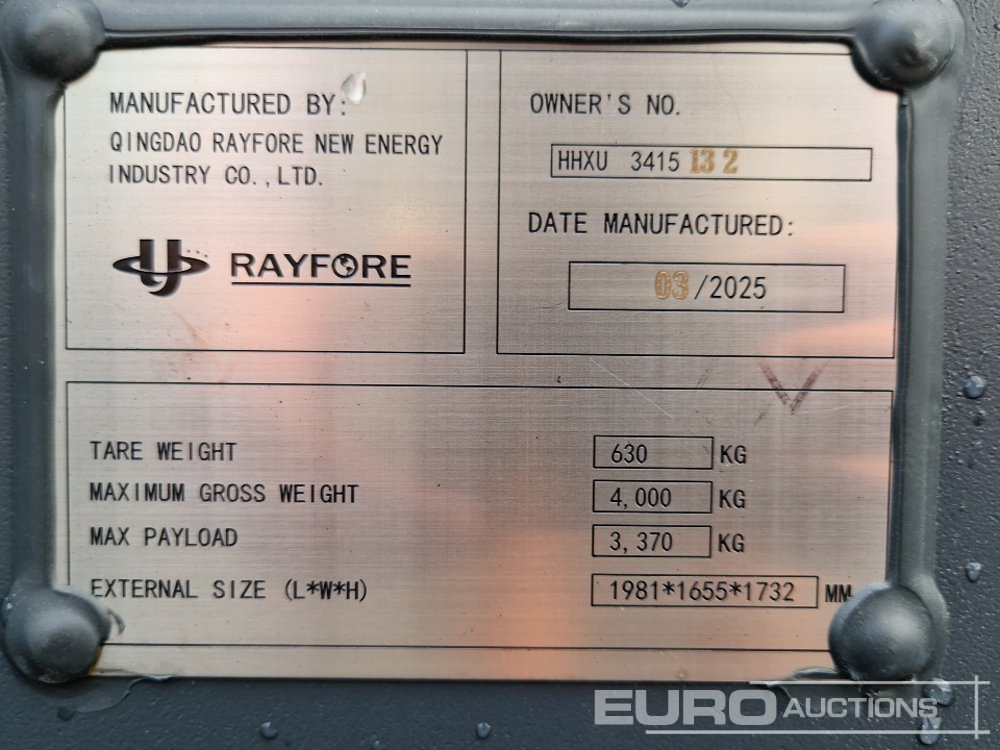 MANUFACTURED BY:
QINGDAO RAYFORE NEW ENERGY
INDUSTRY CO.,LTD.
RAYFORE
OWNER'S NO.
HHXU 3415 132
DATE MANUFACTURED:
03/2025
TARE WEIGHT 630 KG
MAXIMUM GROSS WEIGHT 4,000 KG
MAX PAYLOAD 3,370 KG
EXTERNAL SIZE (L*W*H) 1981*1655*1732 MM
EURO AUCTIONS